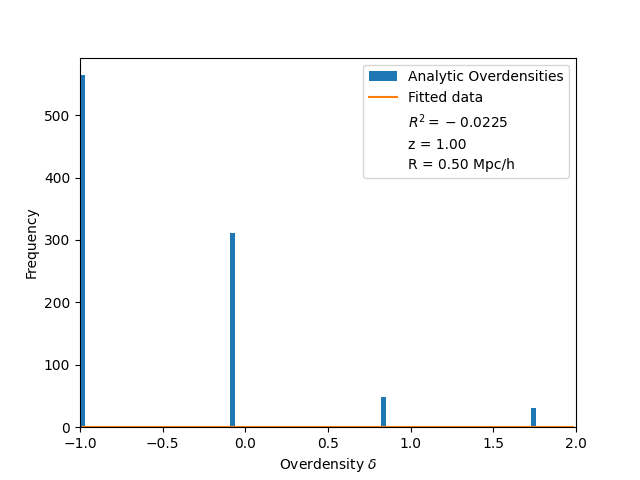 Analytic Overdensities
Fitted data
$R^2 = -0.0225$
z = 1.00
R = 0.50 Mpc/h
Frequency
500
400
300
200
100
0
−1.0 −0.5 0.0 0.5 1.0 1.5 2.0
Overdensity δ